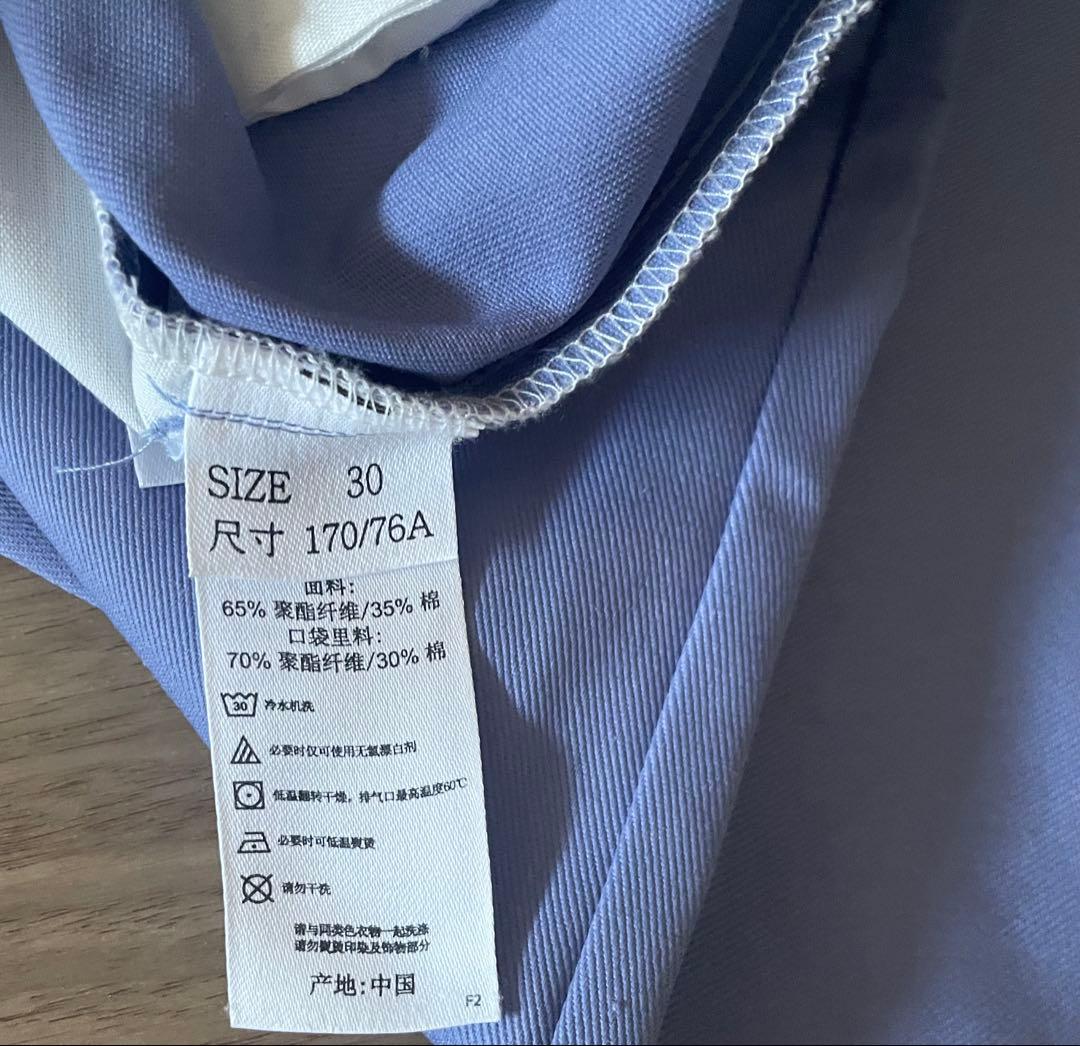 SIZE 30
尺寸 170/76A
面料:
65% 聚酯纤维/35% 棉
口袋里料:
70% 聚酯纤维/30% 棉
30 冷水机洗
必要时仅可使用无氯漂白剂
低温翻转干燥，排气口最高温度60℃
必要时可低温熨烫
请勿干洗
请与同类色衣物一起洗涤
请勿熨烫印染及饰物部分
产地:中国
F2